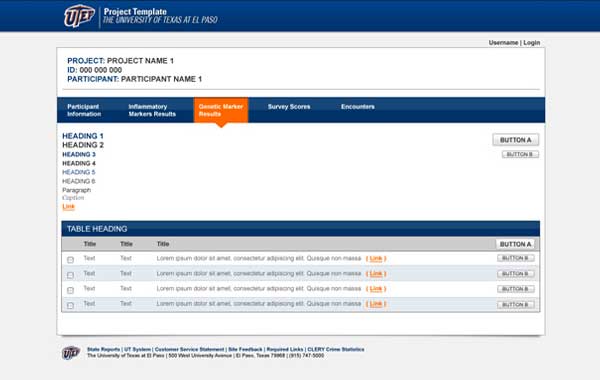 UTEP
Project Template
THE UNIVERSITY OF TEXAS AT EL PASO
Username | Login
PROJECT: PROJECT NAME 1
ID: 000 000 000
PARTICIPANT: PARTICIPANT NAME 1
Participant Information
Inflammatory Markers Results
Genetic Marker Results
Survey Scores
Encounters
HEADING 1
HEADING 2
HEADING 3
HEADING 4
HEADING 5
HEADING 6
Paragraph
Caption
Link
BUTTON A
BUTTON B
TABLE HEADING
Title Title Title BUTTON A
Text Text Lorem ipsum dolor sit amet, consectetur adipiscing elit. Quisque non massa ( Link ) BUTTON B
Text Text Lorem ipsum dolor sit amet, consectetur adipiscing elit. Quisque non massa ( Link ) BUTTON B
Text Text Lorem ipsum dolor sit amet, consectetur adipiscing elit. Quisque non massa ( Link ) BUTTON B
Text Text Lorem ipsum dolor sit amet, consectetur adipiscing elit. Quisque non massa ( Link ) BUTTON B
UTEP
State Reports | UT System | Customer Service Statement | Site Feedback | Required Links | CLERY Crime Statistics
The University of Texas at El Paso | 500 West University Avenue | El Paso, Texas 79968 | (915) 747-5000